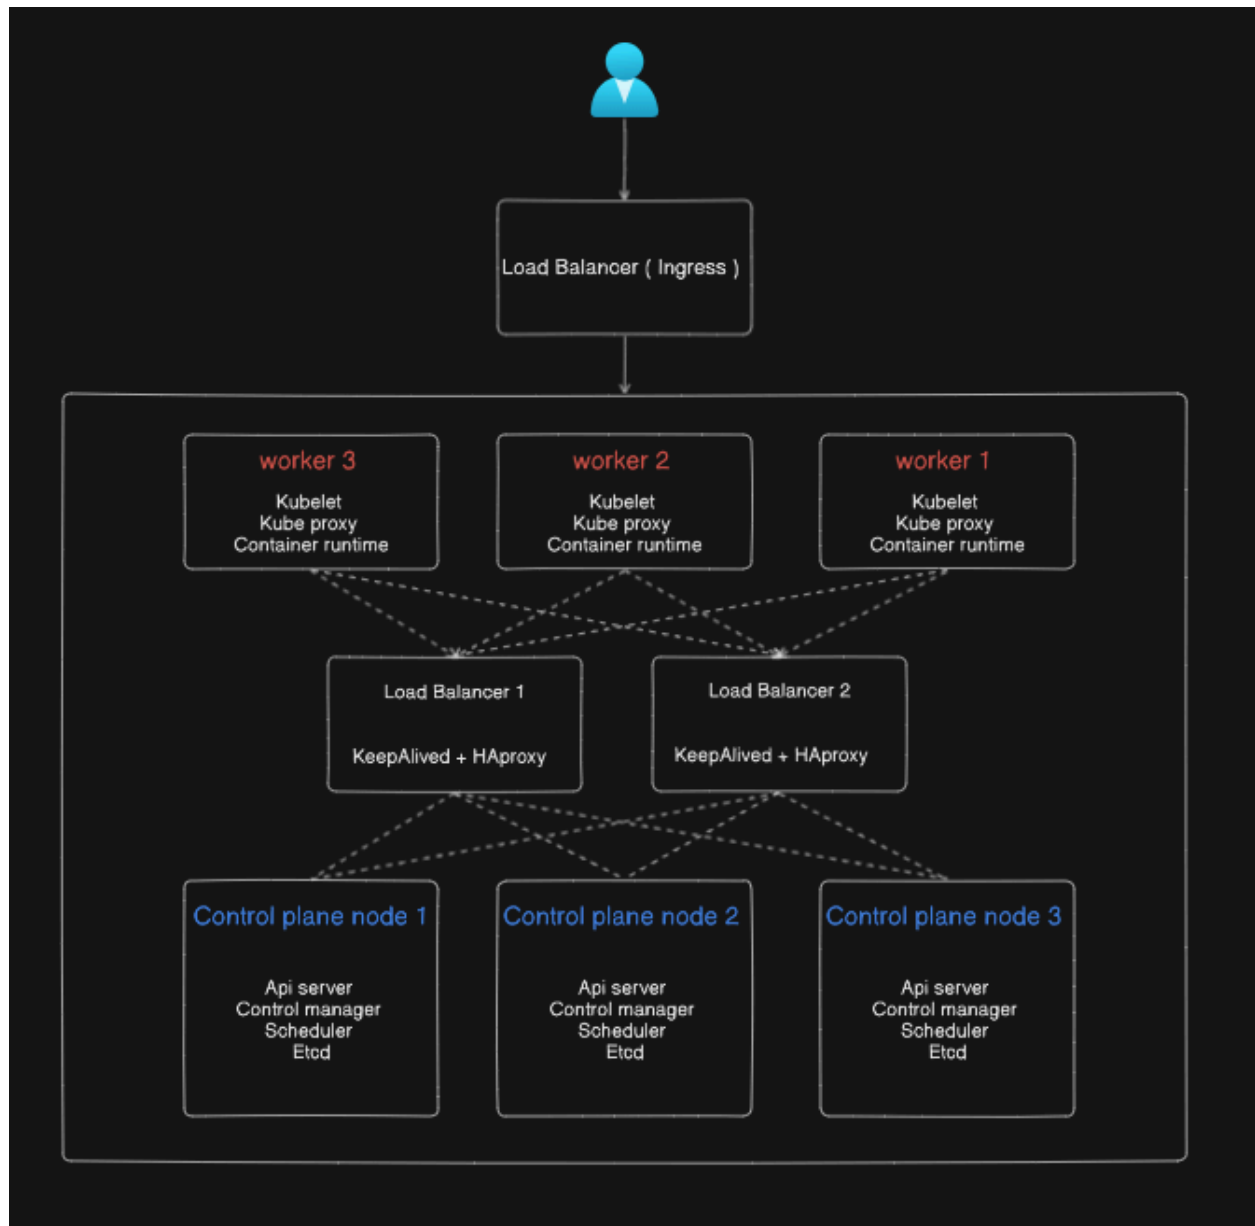 Load Balancer ( Ingress )
worker 3
Kubelet
Kube proxy
Container runtime
worker 2
Kubelet
Kube proxy
Container runtime
worker 1
Kubelet
Kube proxy
Container runtime
Load Balancer 1
KeepAlived + HAproxy
Load Balancer 2
KeepAlived + HAproxy
Control plane node 1
Api server
Control manager
Scheduler
Etcd
Control plane node 2
Api server
Control manager
Scheduler
Etcd
Control plane node 3
Api server
Control manager
Scheduler
Etcd